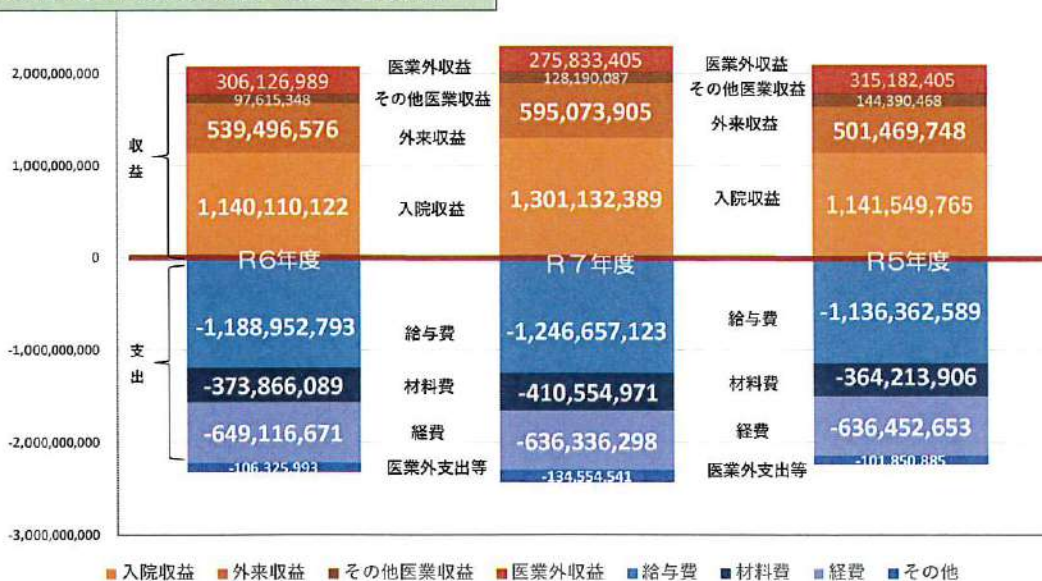 2,000,000,000
1,000,000,000
0
-1,000,000,000
-2,000,000,000
-3,000,000,000
収益
支出
306,126,989
97,615,348
539,496,576
1,140,110,122
R6年度
-1,188,952,793
-373,866,089
-649,116,671
-106,325,993
医業外収益
その他医業収益
外来収益
入院収益
給与費
材料費
経費
医業外支出等
275,833,405
128,190,087
595,073,905
1,301,132,389
R7年度
-1,246,657,123
-410,554,971
-636,336,298
-134,554,541
医業外収益
その他医業収益
外来収益
入院収益
給与費
材料費
経費
医業外支出等
315,182,405
144,390,468
501,469,748
1,141,549,765
R5年度
-1,136,362,589
-364,213,906
-636,452,653
-101,850,885
入院収益 外来収益 その他医業収益 医業外収益 給与費 材料費 経費 その他